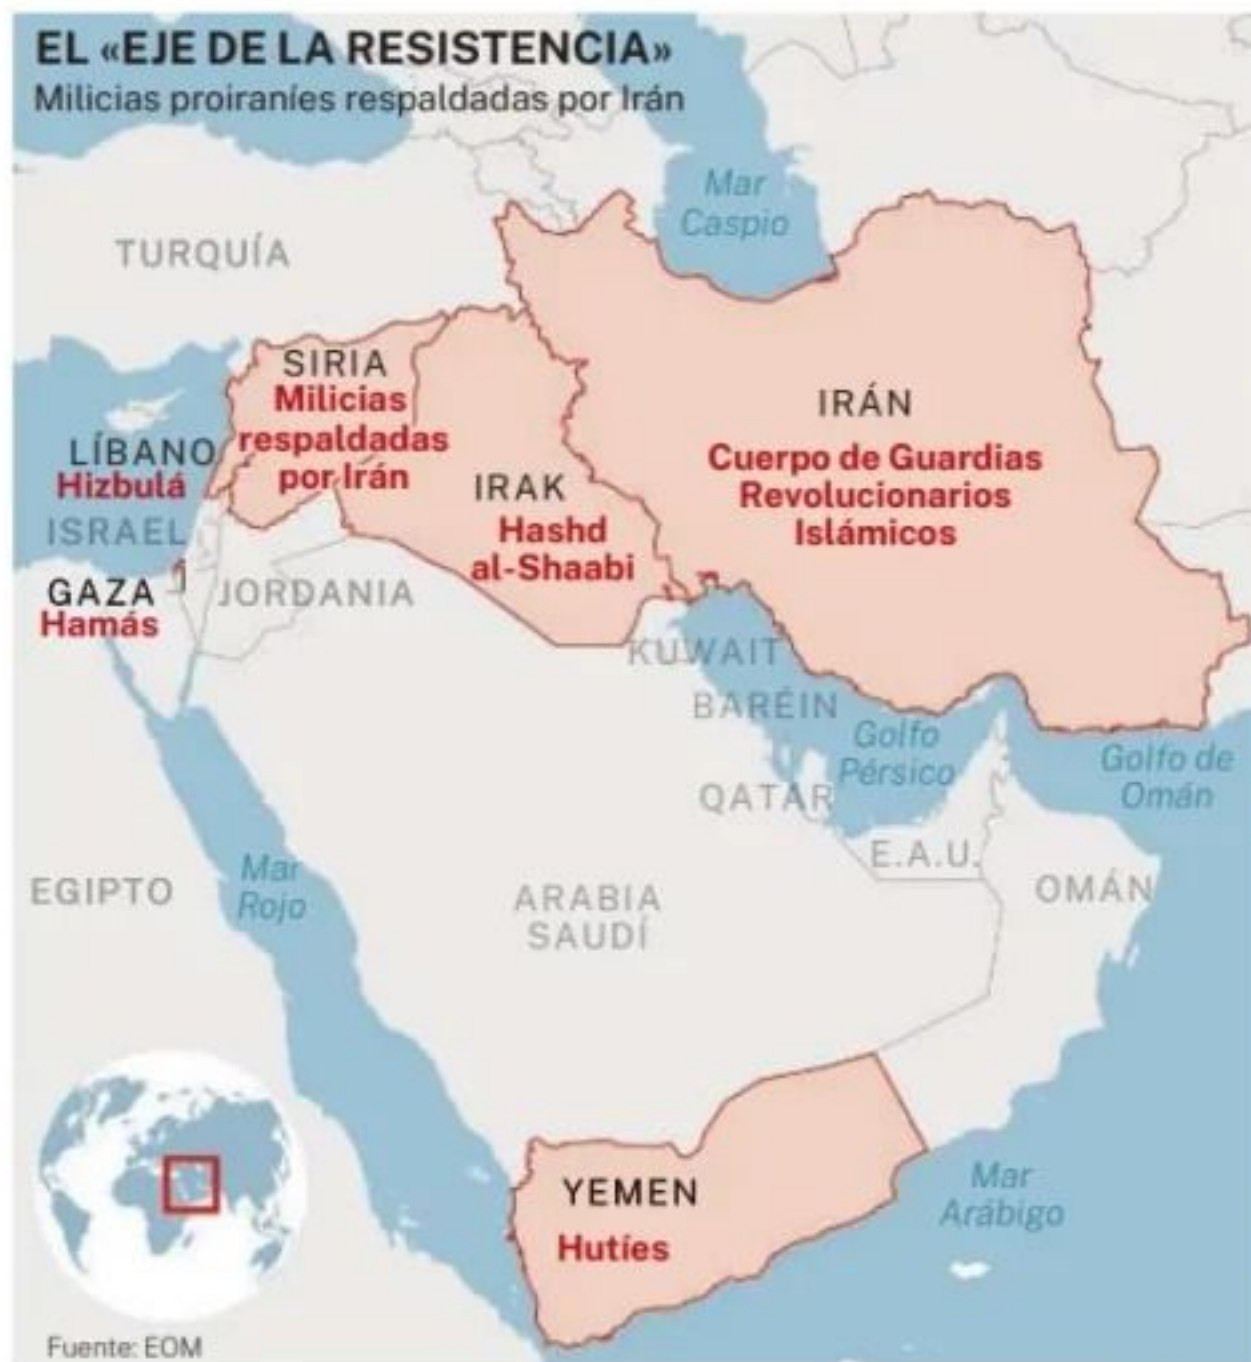 EL «EJE DE LA RESISTENCIA»
Milicias proiraníes respaldadas por Irán
Mar
Caspio
TURQUÍA
SIRIA
Milicias
respaldadas
por Irán
IRÁN
Cuerpo de Guardias
Revolucionarios
Islámicos
LÍBANO
Hizbulá
IRAK
Hashd
al-Shaabi
ISRAEL
GAZA
Hamás
JORDANIA
KUWAIT
BARÉIN
Golfo
Pérsico
Golfo de
Omán
QATAR
E.A.U.
OMÁN
EGIPTO
Mar
Rojo
ARABIA
SAUDÍ
YEMEN
Hutíes
Mar
Arábigo
Fuente: EOM